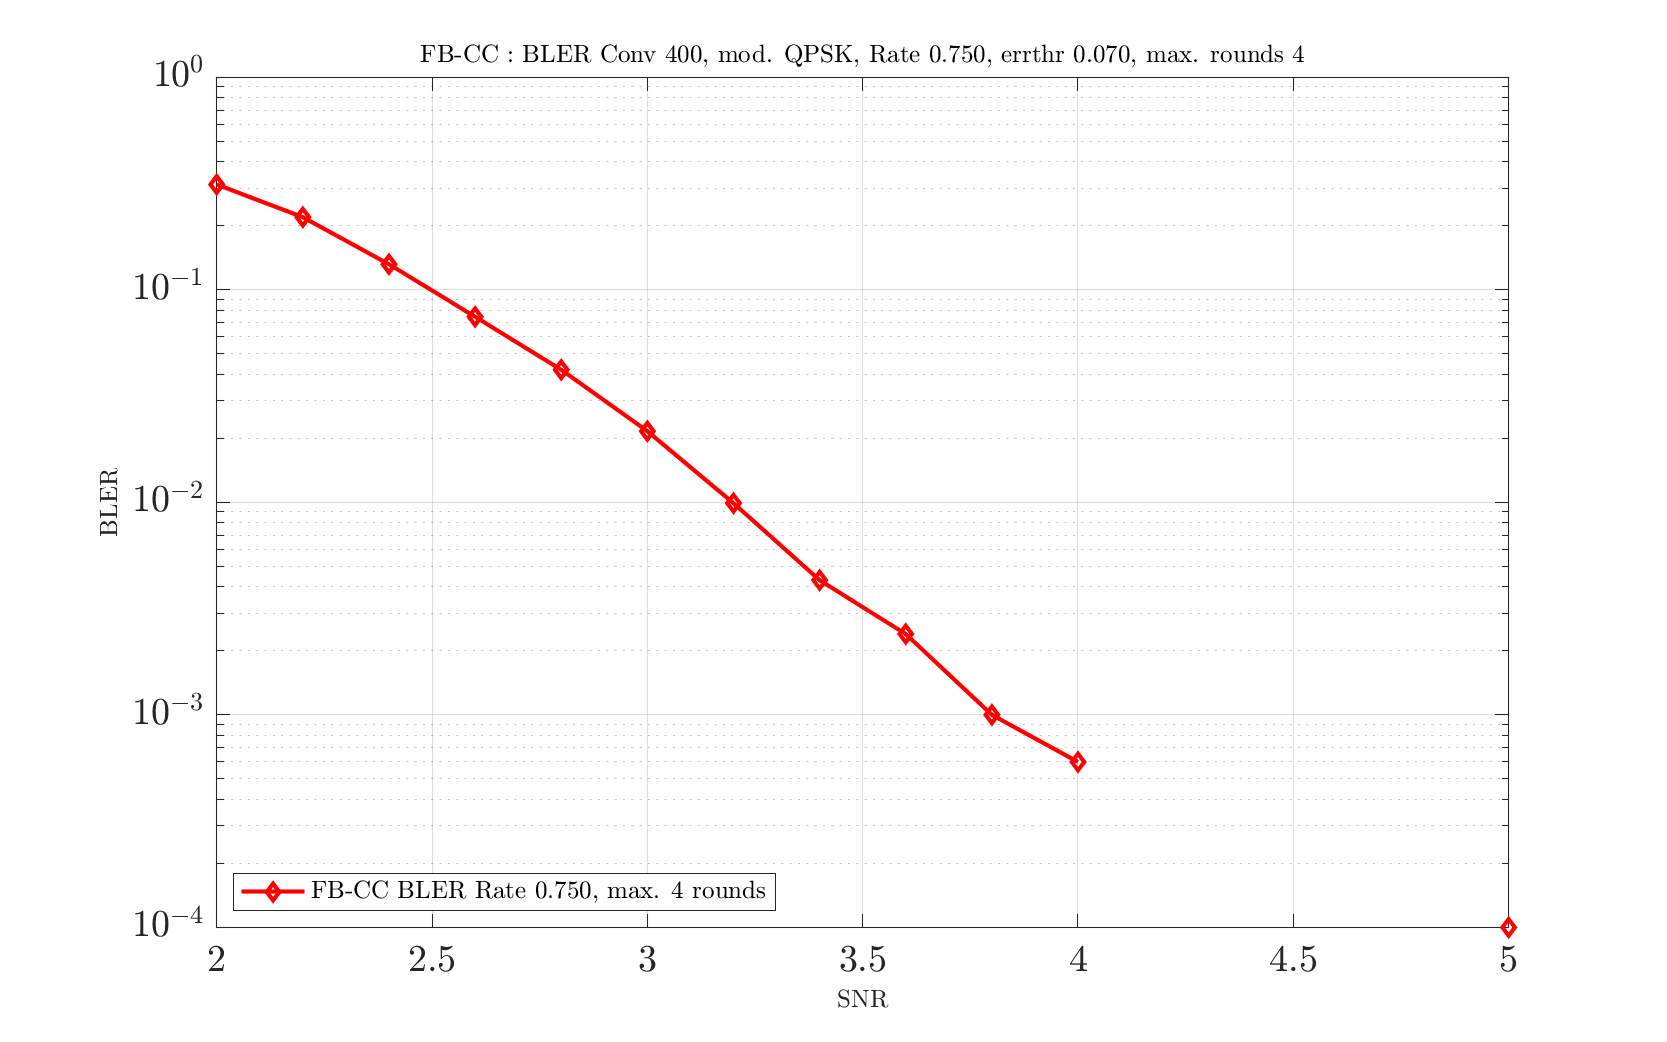 FB-CC : BLER Conv 400, mod. QPSK, Rate 0.750, errthr 0.070, max. rounds 4
10^0
10^-1
10^-2
10^-3
10^-4
BLER
FB-CC BLER Rate 0.750, max. 4 rounds
2 2.5 3 3.5 4 4.5 5
SNR